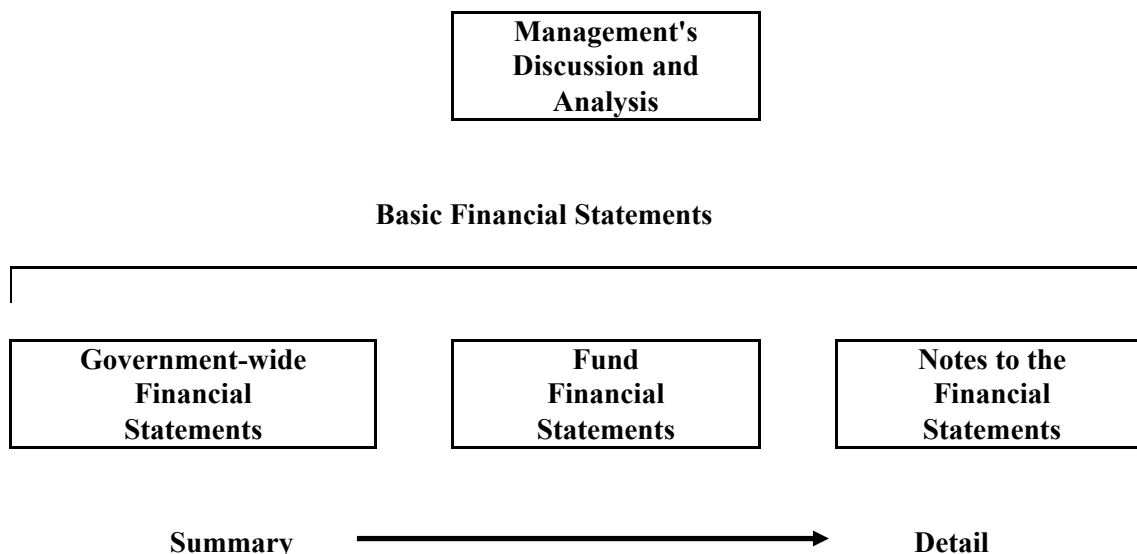 Management's
Discussion and
Analysis
Basic Financial Statements
Government-wide
Financial
Statements
Fund
Financial
Statements
Notes to the
Financial
Statements
Summary
Detail